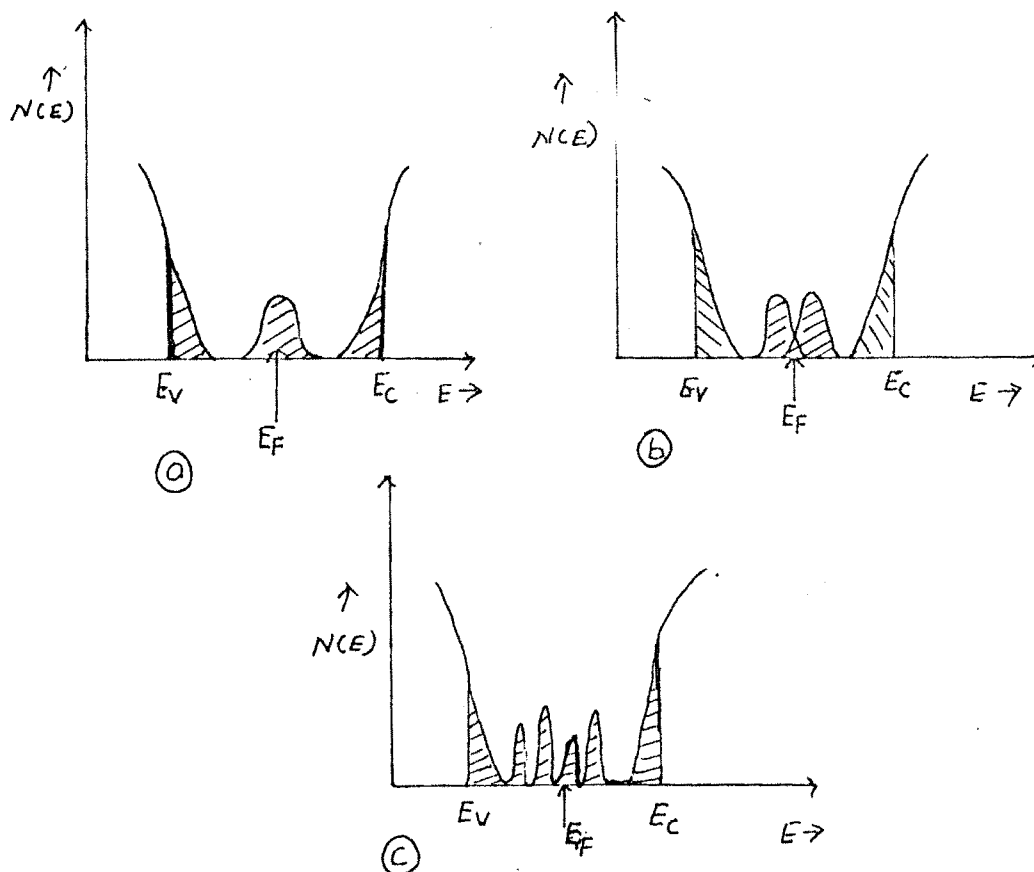 ↑
N(E)
E_V
E_F
E_C
E →
a
↑
N(E)
E_V
E_F
E_C
E →
b
↑
N(E)
E_V
E_F
E_C
E →
c